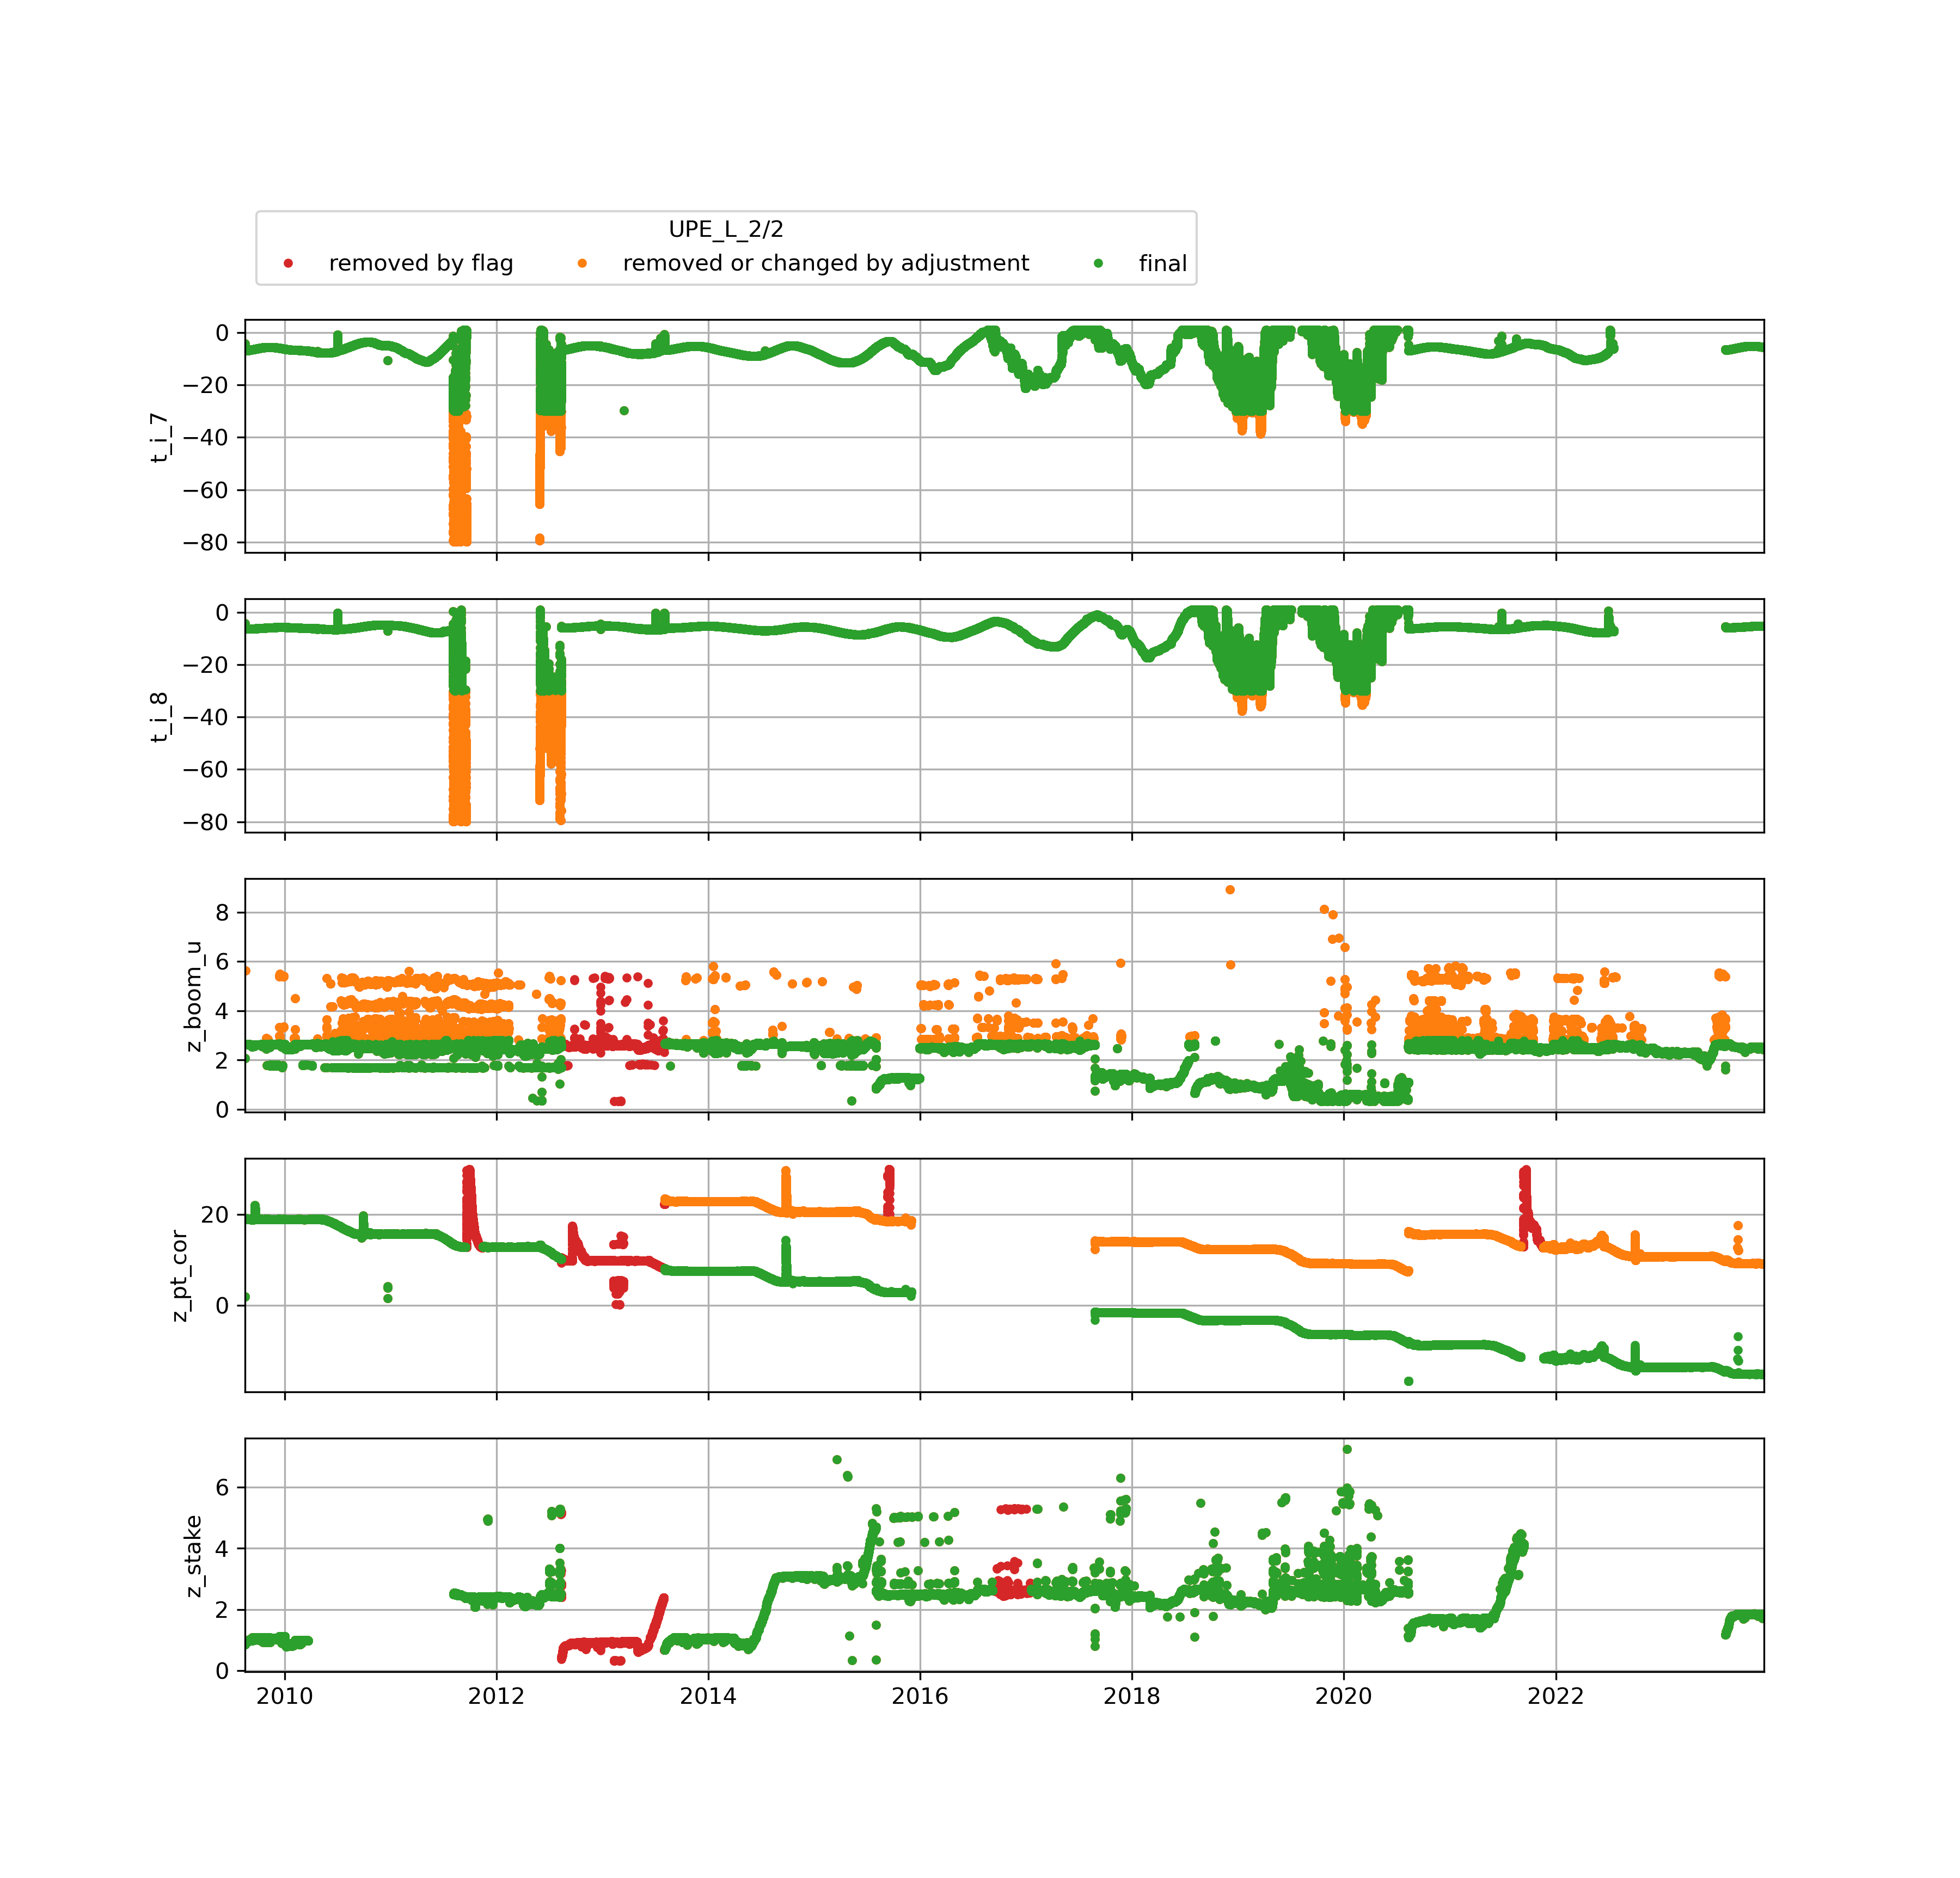 UPE_L_2/2
removed by flag removed or changed by adjustment final
0
−20
−40
−60
−80
t_i_7
0
−20
−40
−60
−80
t_i_8
8
6
4
2
0
z_boom_u
20
0
z_pt_cor
6
4
2
0
z_stake
2010 2012 2014 2016 2018 2020 2022